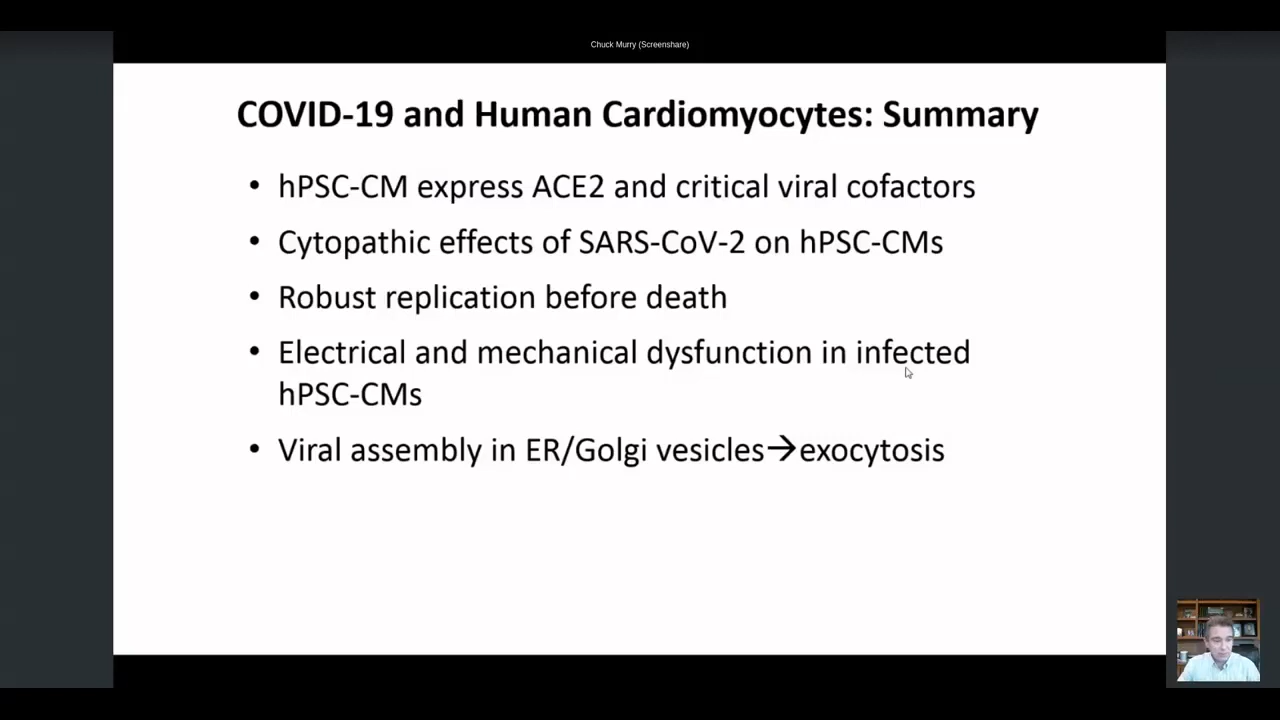 Chuck Murry (Screenshare)
COVID-19 and Human Cardiomyocytes: Summary
• hPSC-CM express ACE2 and critical viral cofactors
• Cytopathic effects of SARS-CoV-2 on hPSC-CMs
• Robust replication before death
• Electrical and mechanical dysfunction in infected
hPSC-CMs
• Viral assembly in ER/Golgi vesicles→exocytosis